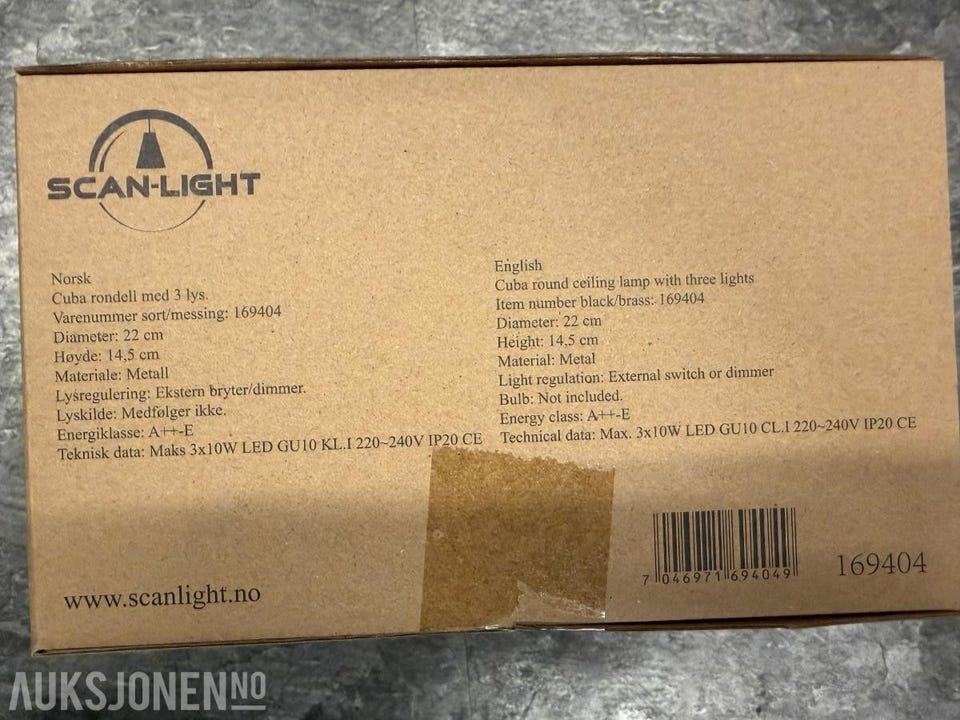 SCAN-LIGHT
Norsk
Cuba rondell med 3 lys.
Varenummer sort/messing: 169404
Diameter: 22 cm
Høyde: 14,5 cm
Materiale: Metall
Lysregulering: Ekstern bryter/dimmer.
Lyskilde: Medfølger ikke.
Energiklasse: A++-E
Teknisk data: Maks 3x10W LED GU10 KL.I 220~240V IP20 CE
English
Cuba round ceiling lamp with three lights
Item number black/brass: 169404
Diameter: 22 cm
Height: 14,5 cm
Material: Metal
Light regulation: External switch or dimmer
Bulb: Not included.
Energy class: A++-E
Technical data: Max. 3x10W LED GU10 CL.I 220~240V IP20 CE
www.scanlight.no
7 046971 694049
169404
AUKSJONEN NO